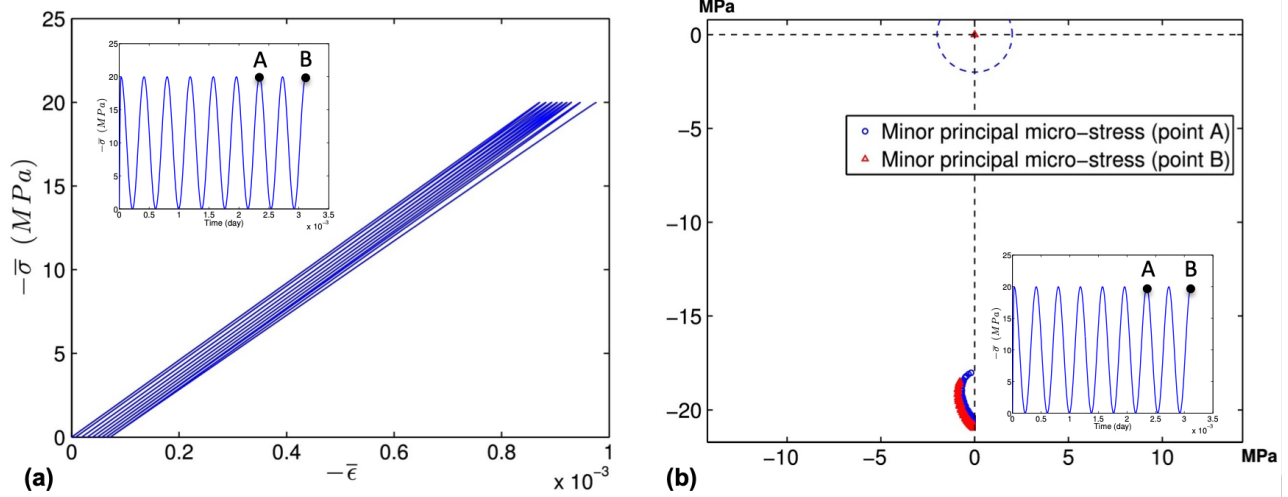 25
20
15
10
5
0
−σ̅ (MPa)
0 0.2 0.4 0.6 0.8 1
x 10⁻³
−ϵ̅
(a)
25
20
15
10
5
0
−σ̅ (MPa)
A B
0 0.5 1 1.5 2 2.5 3 3.5
Time (day)
x 10⁻³
MPa
0
−5
−10
−15
−20
−10 −5 0 5 10 MPa
Minor principal micro−stress (point A)
Minor principal micro−stress (point B)
25
20
15
10
5
0
−σ̅ (MPa)
A B
0 0.5 1 1.5 2 2.5 3 3.5
Time (day)
x 10⁻³
(b)